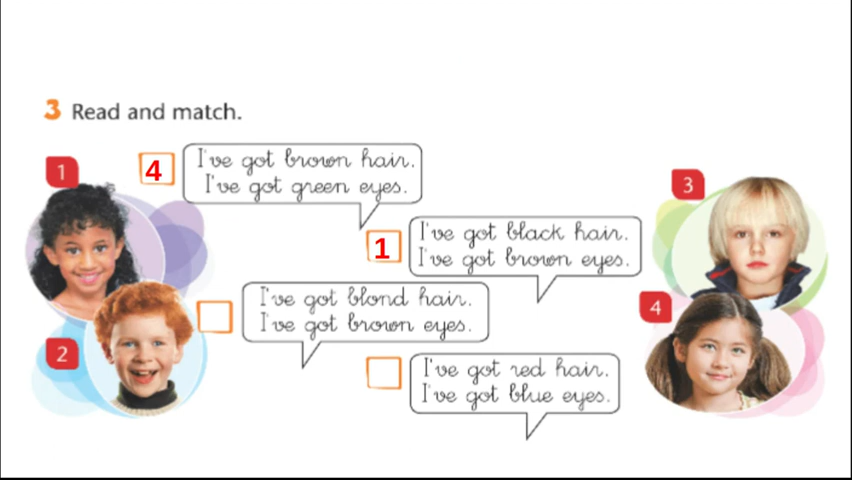 3 Read and match.
1
4
I've got brown hair.
I've got green eyes.
3
1
I've got black hair.
I've got brown eyes.
I've got blond hair.
I've got brown eyes.
4
2
I've got red hair.
I've got blue eyes.